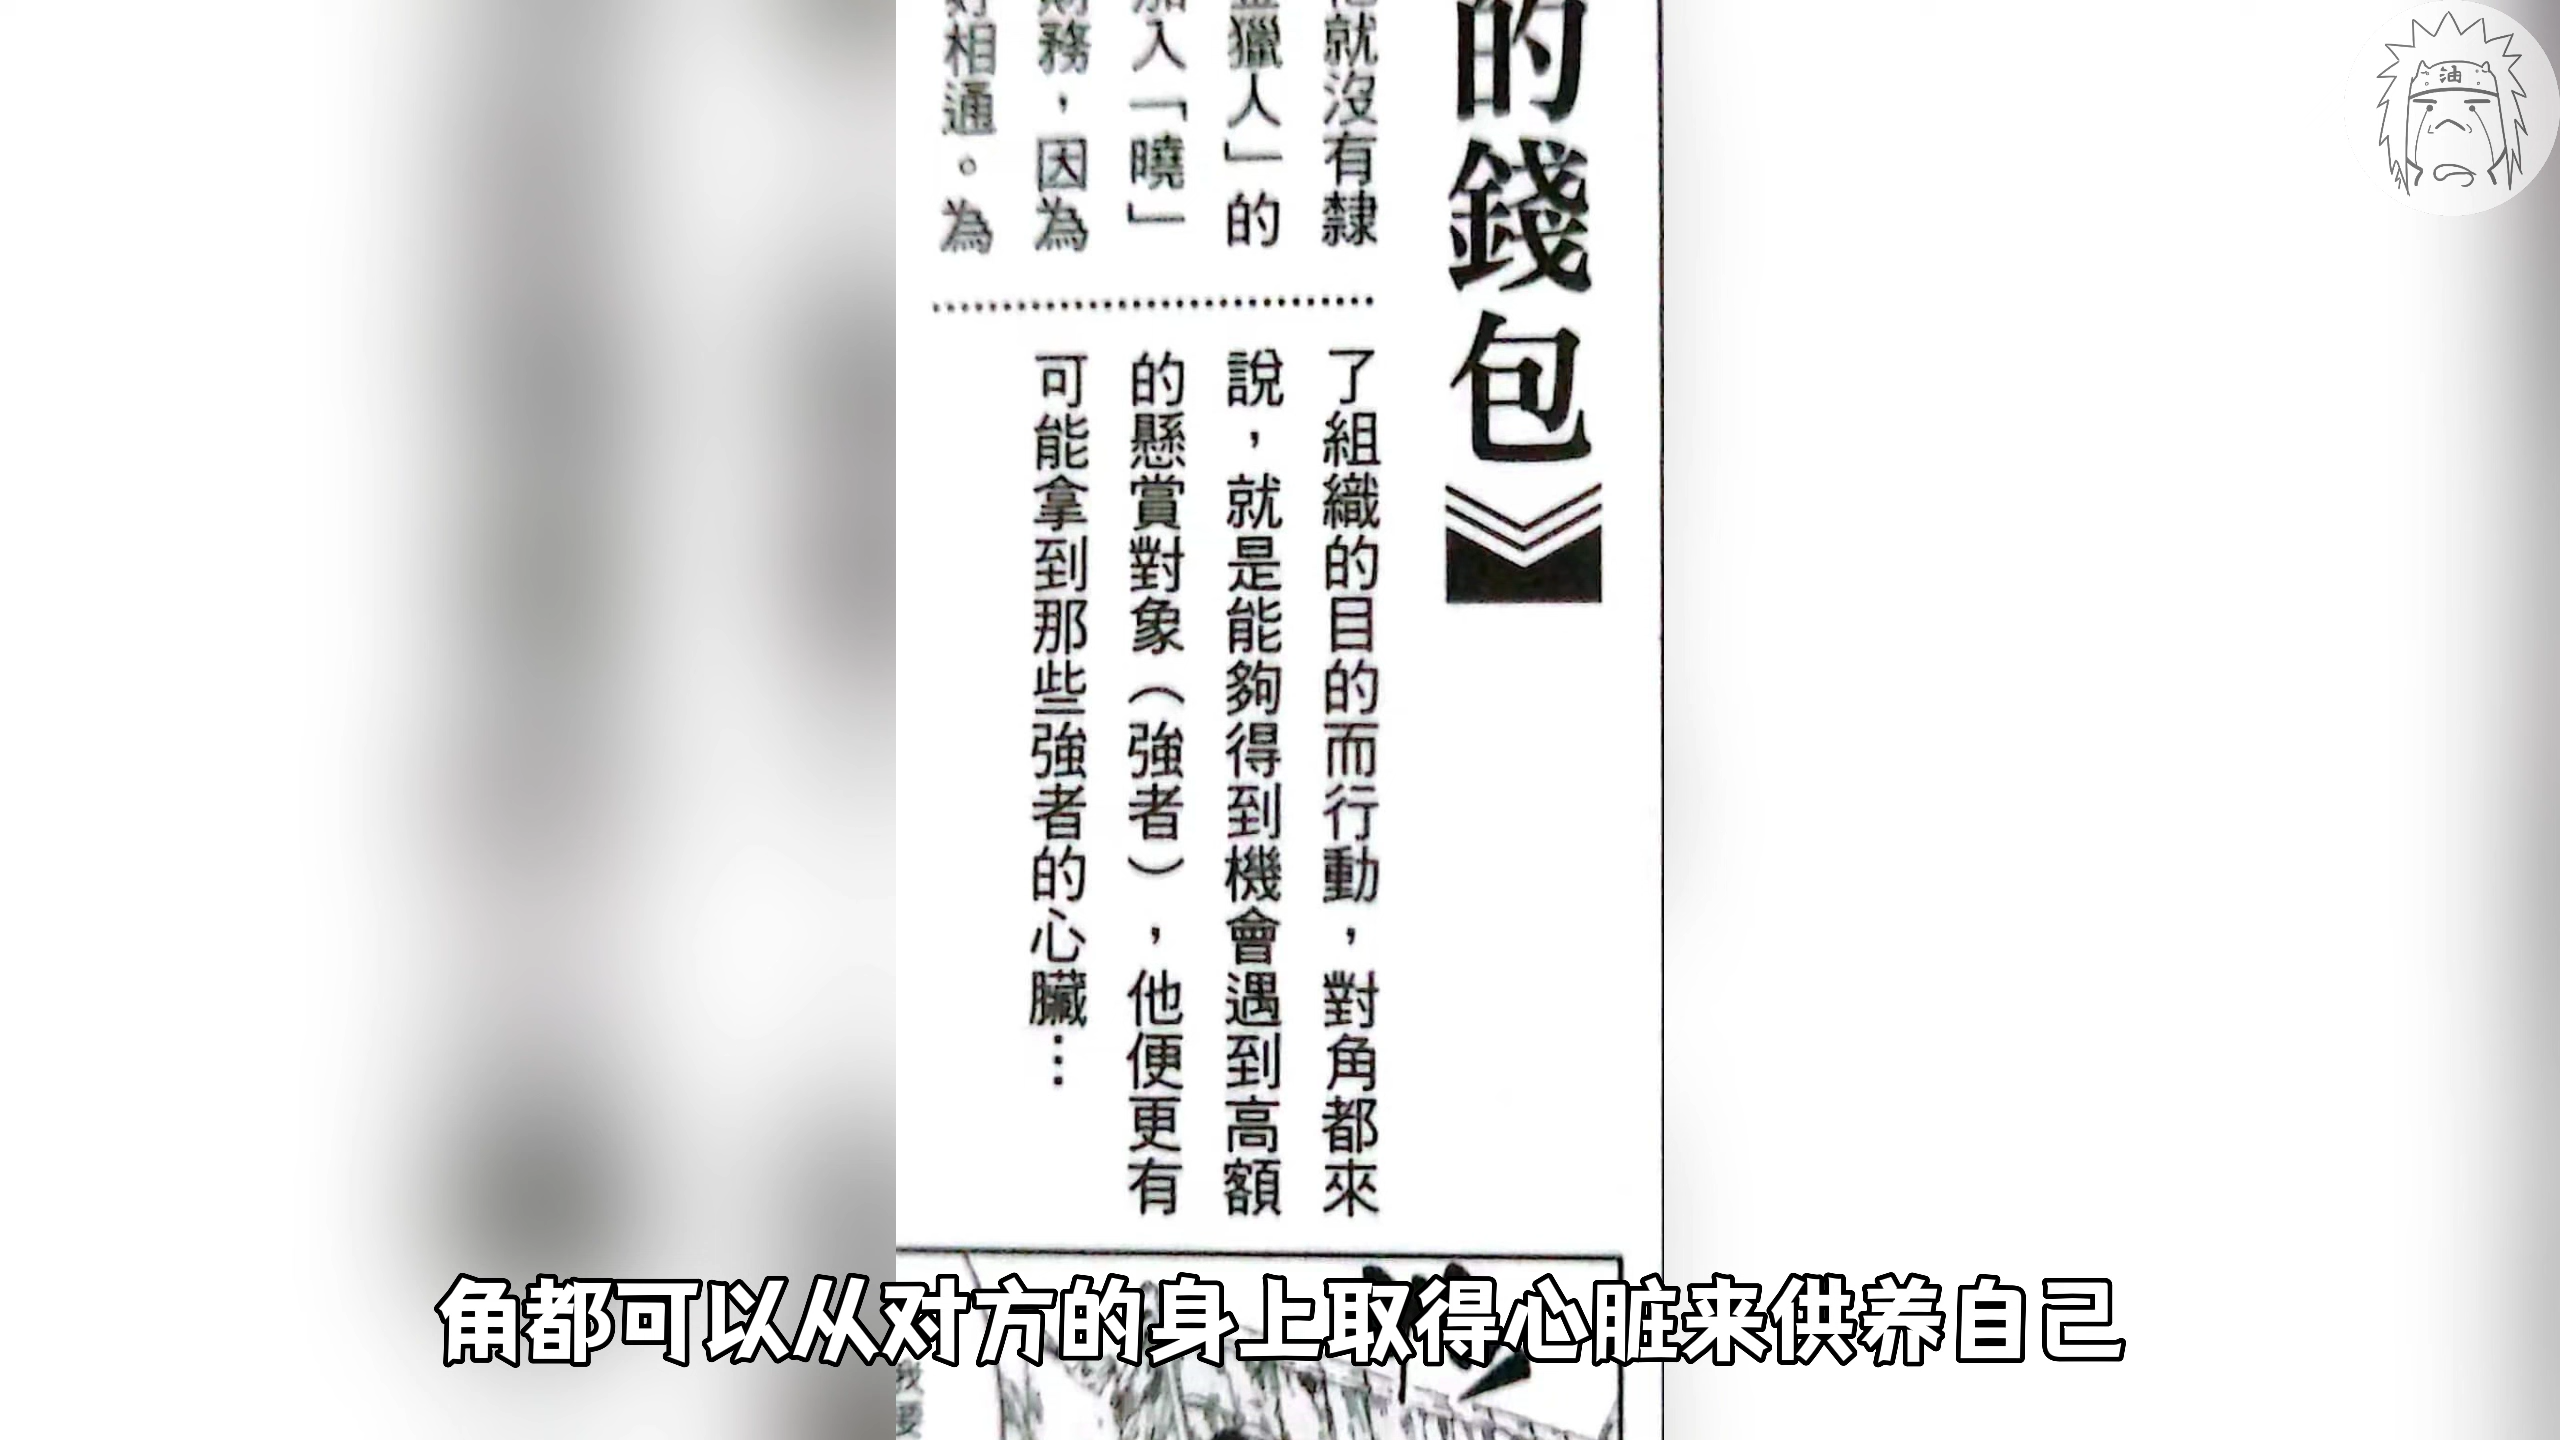 的錢包
就沒有隸
獵人」的
加入「曉」
務，因為
相通。為
了組織的目的而行動，對角都來
說，就是能夠得到機會遇到高額
的懸賞對象（強者），他便更有
可能拿到那些強者的心臟…
油
角都可以从对方的身上取得心脏来供养自己